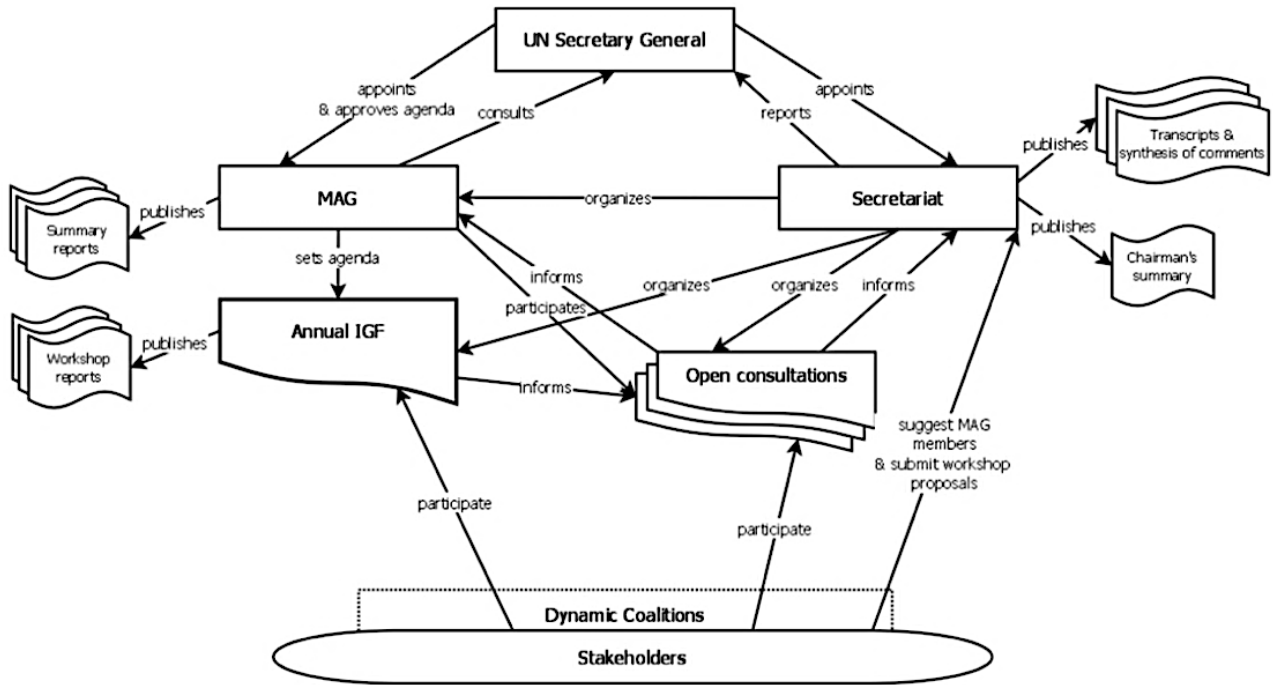 UN Secretary General
appoints
& approves agenda
consults
appoints
reports
Transcripts &
synthesis of comments
publishes
MAG
organizes
Secretariat
publishes
Summary
reports
publishes
Chairman's
summary
sets agenda
informs
participates
organizes
organizes
informs
Annual IGF
publishes
Workshop
reports
Open consultations
informs
suggest MAG
members
& submit workshop
proposals
participate
participate
Dynamic Coalitions
Stakeholders